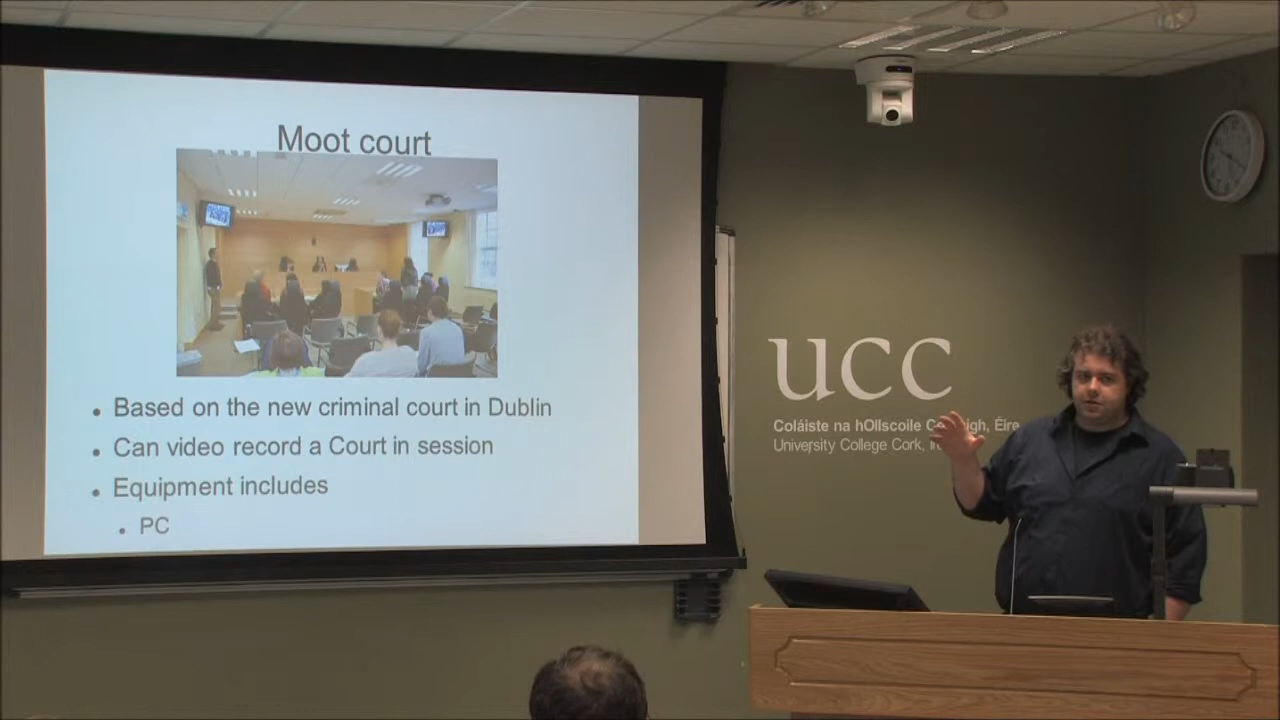 Moot court
• Based on the new criminal court in Dublin
• Can video record a Court in session
• Equipment includes
• PC
UCC
Coláiste na hOllscoile Éire
University College Cork,